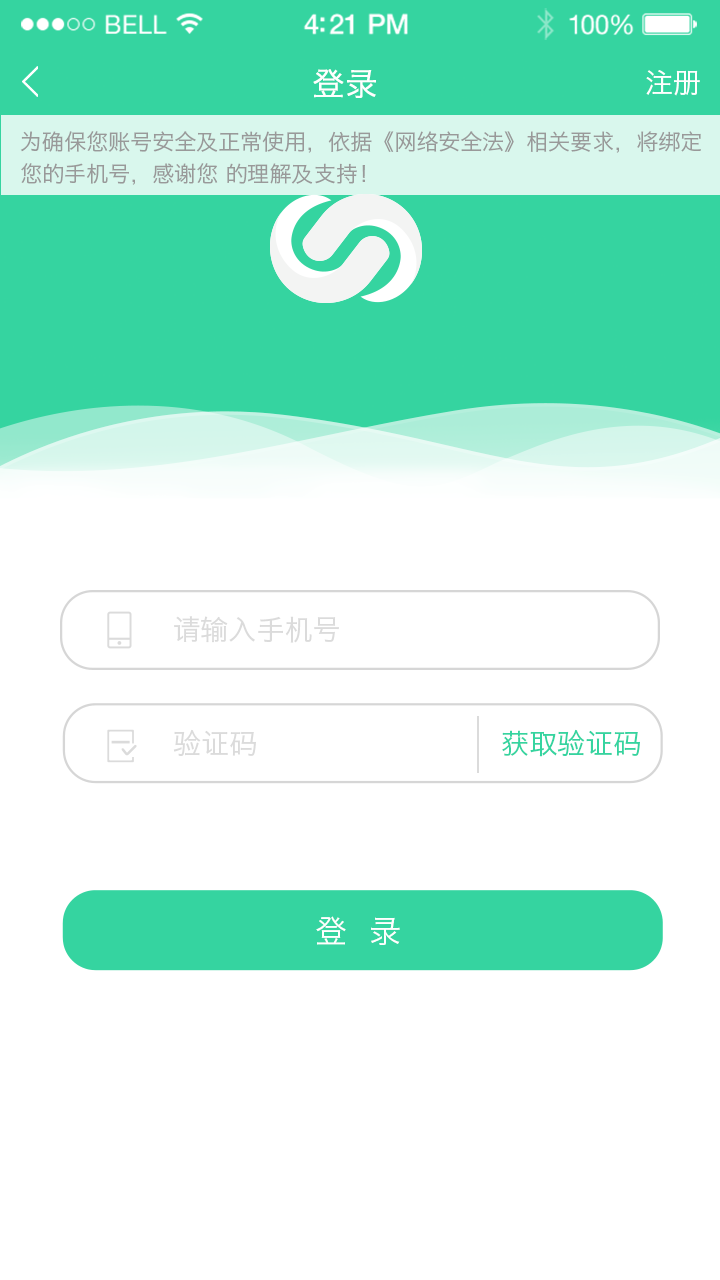 BELL 4:21 PM 100%
登录 注册
为确保您账号安全及正常使用，依据《网络安全法》相关要求，将绑定
您的手机号，感谢您 的理解及支持！
请输入手机号
验证码 获取验证码
登 录